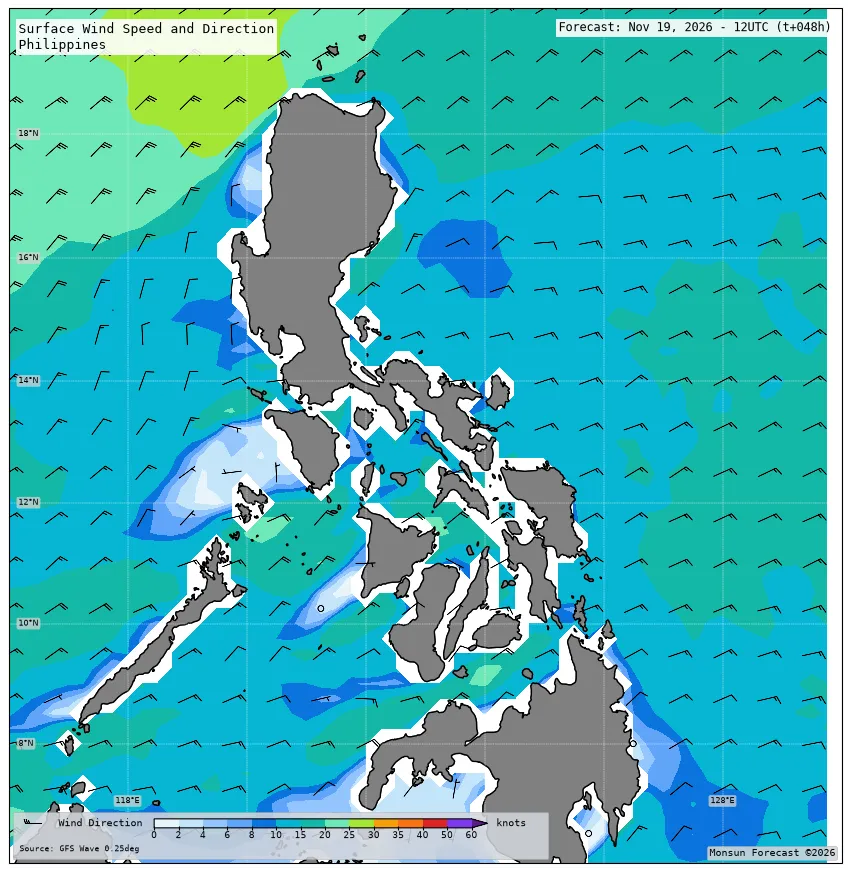 Surface Wind Speed and Direction
Philippines
Forecast: Nov 19, 2026 - 12UTC (t+048h)
18°N
16°N
14°N
12°N
10°N
8°N
118°E
128°E
Wind Direction
knots
0 2 4 6 8 10 15 20 25 30 35 40 50 60
Source: GFS Wave 0.25deg
Monsun Forecast ©2026